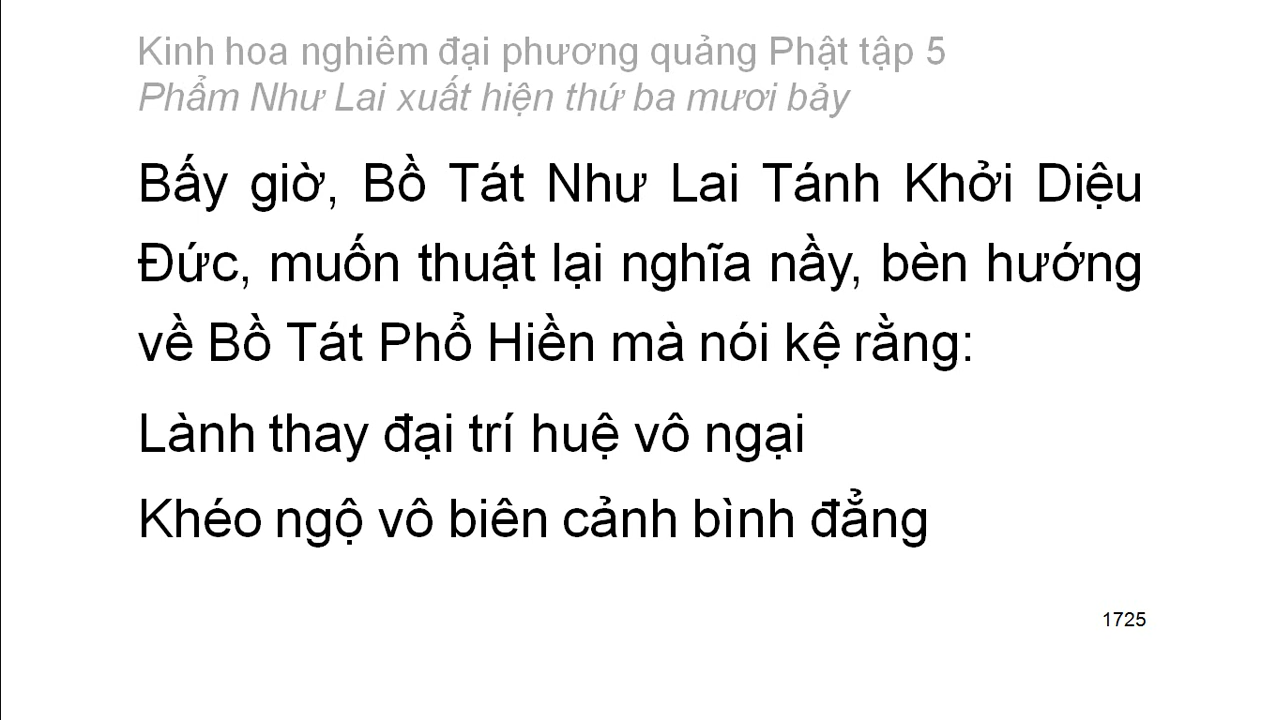 Kinh hoa nghiêm đại phương quảng Phật tập 5
Phẩm Như Lai xuất hiện thứ ba mươi bảy
Bấy giờ, Bồ Tát Như Lai Tánh Khởi Diệu
Đức, muốn thuật lại nghĩa nầy, bèn hướng
về Bồ Tát Phổ Hiền mà nói kệ rằng:
Lành thay đại trí huệ vô ngại
Khéo ngộ vô biên cảnh bình đẳng
1725